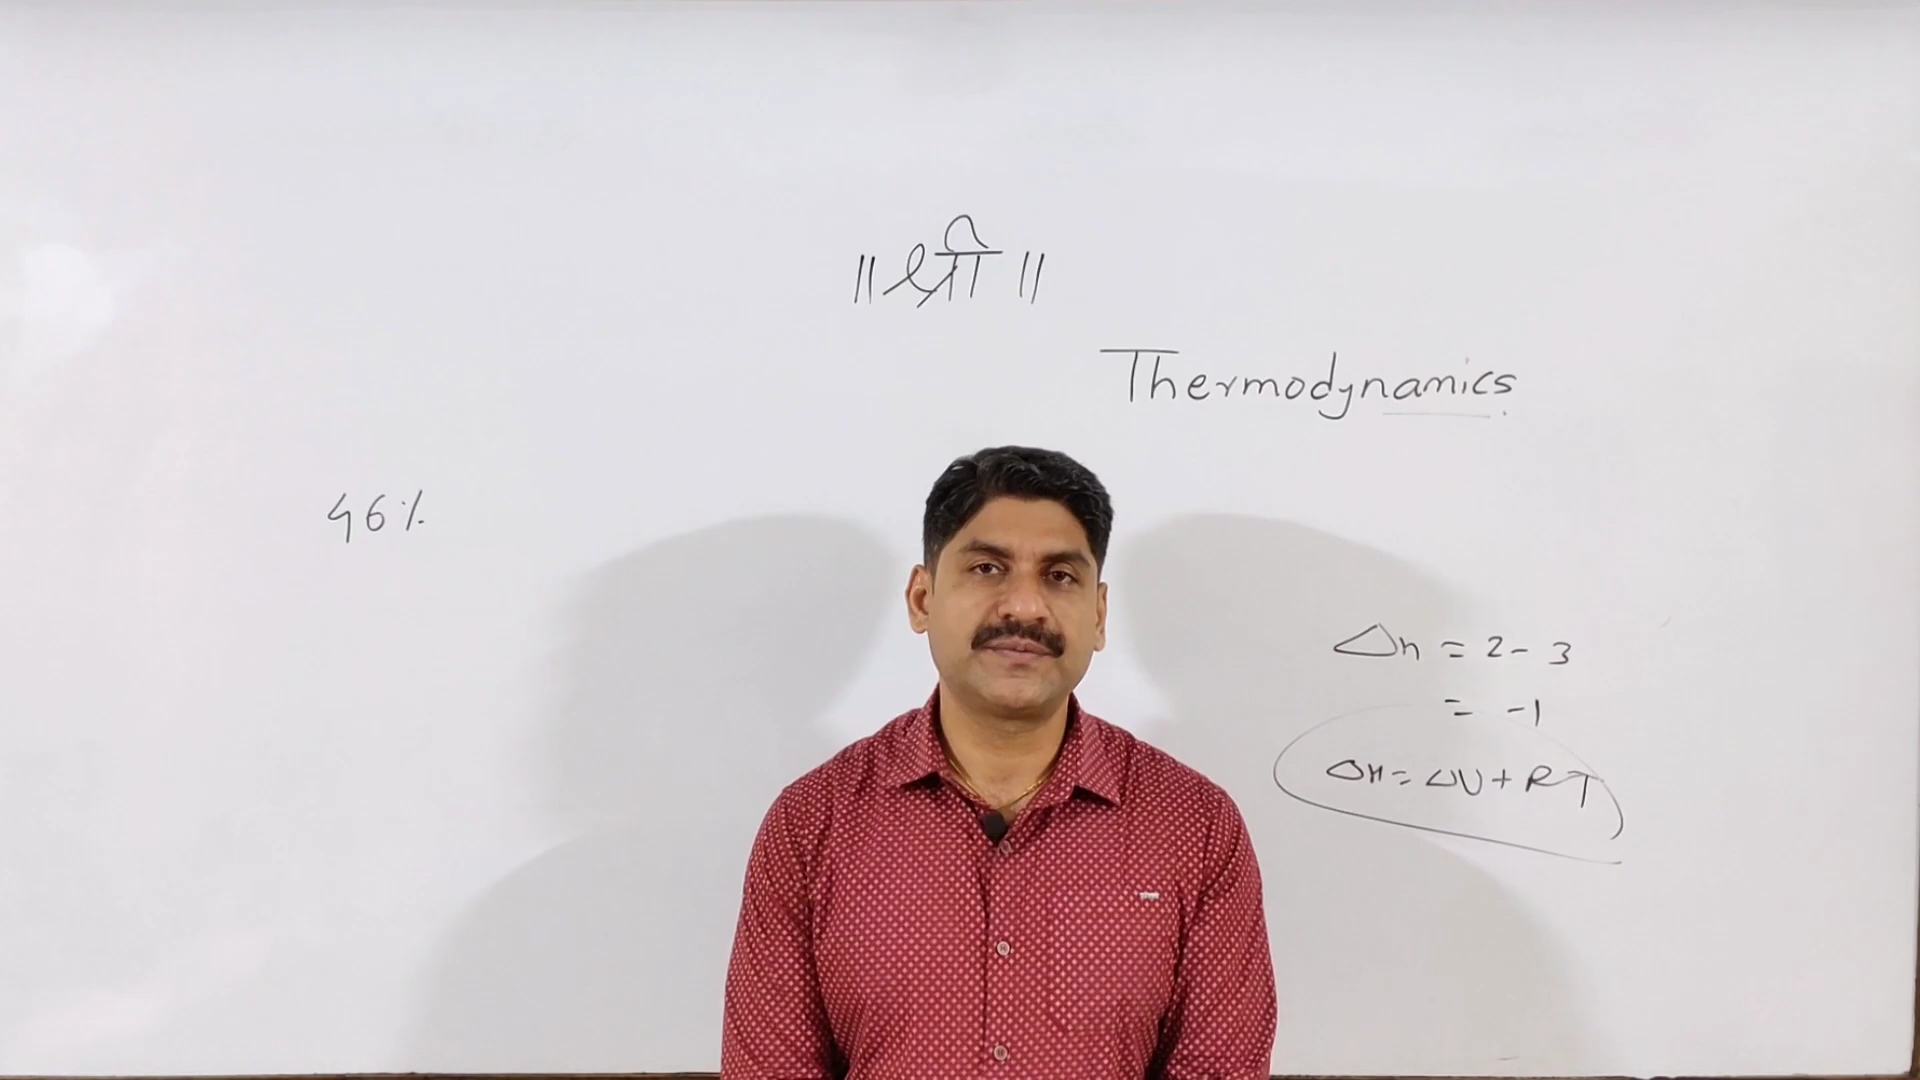 ॥ श्री ॥
Thermodynamics
46%
Δn = 2 - 3
= -1
ΔH = ΔU + RT